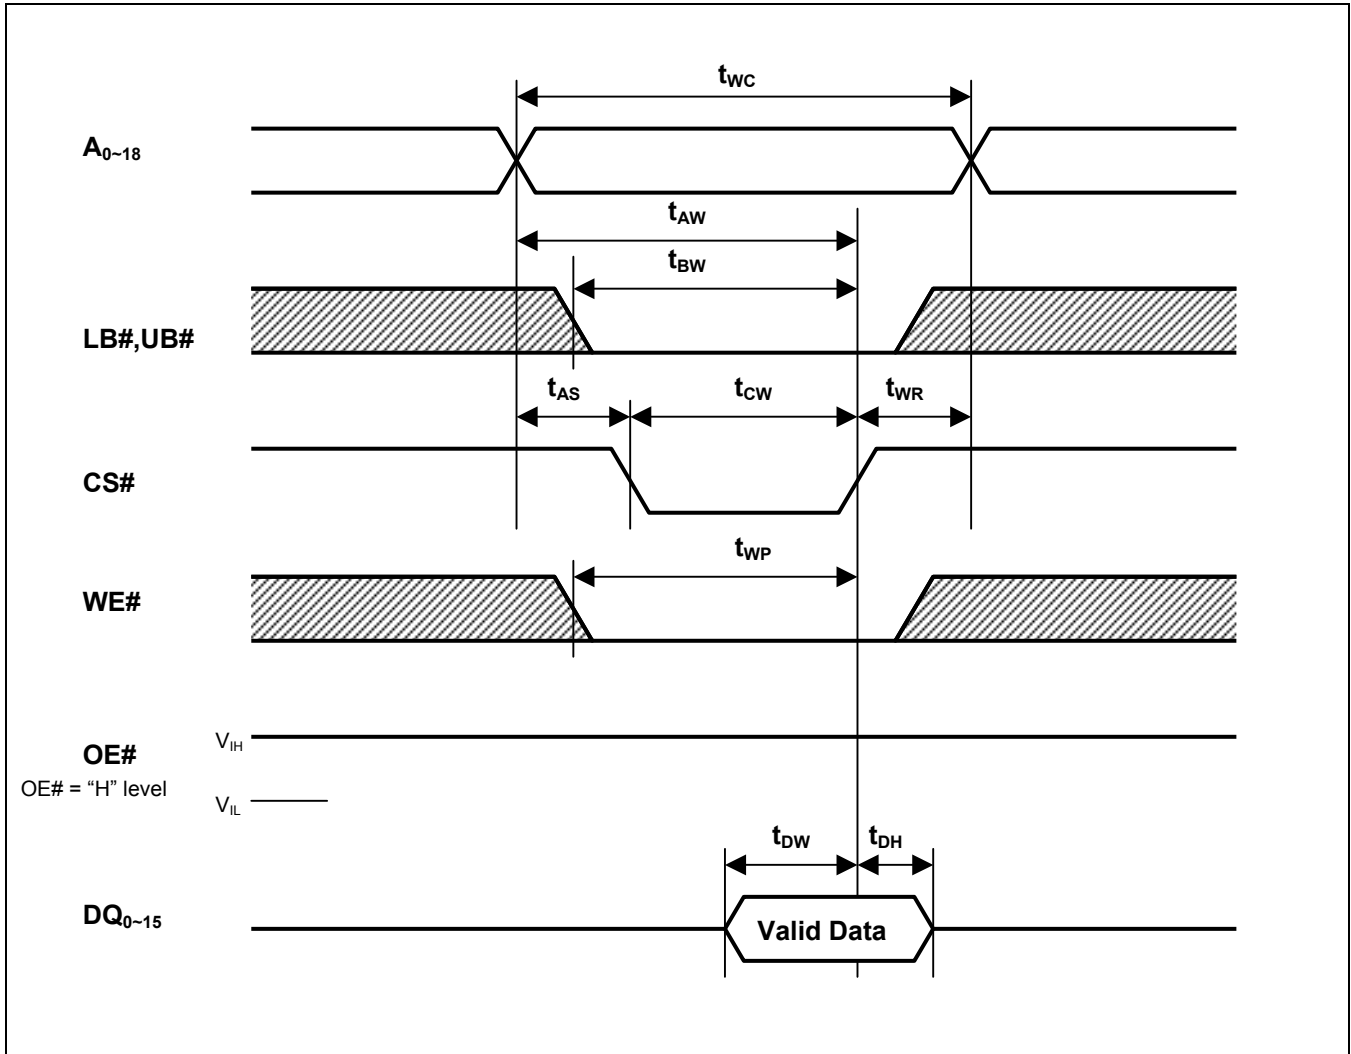 tWC
A0~18
tAW
tBW
LB#,UB#
tAS tCW tWR
CS#
tWP
WE#
VIH
OE#
OE# = “H” level
VIL
tDW tDH
DQ0~15
Valid Data